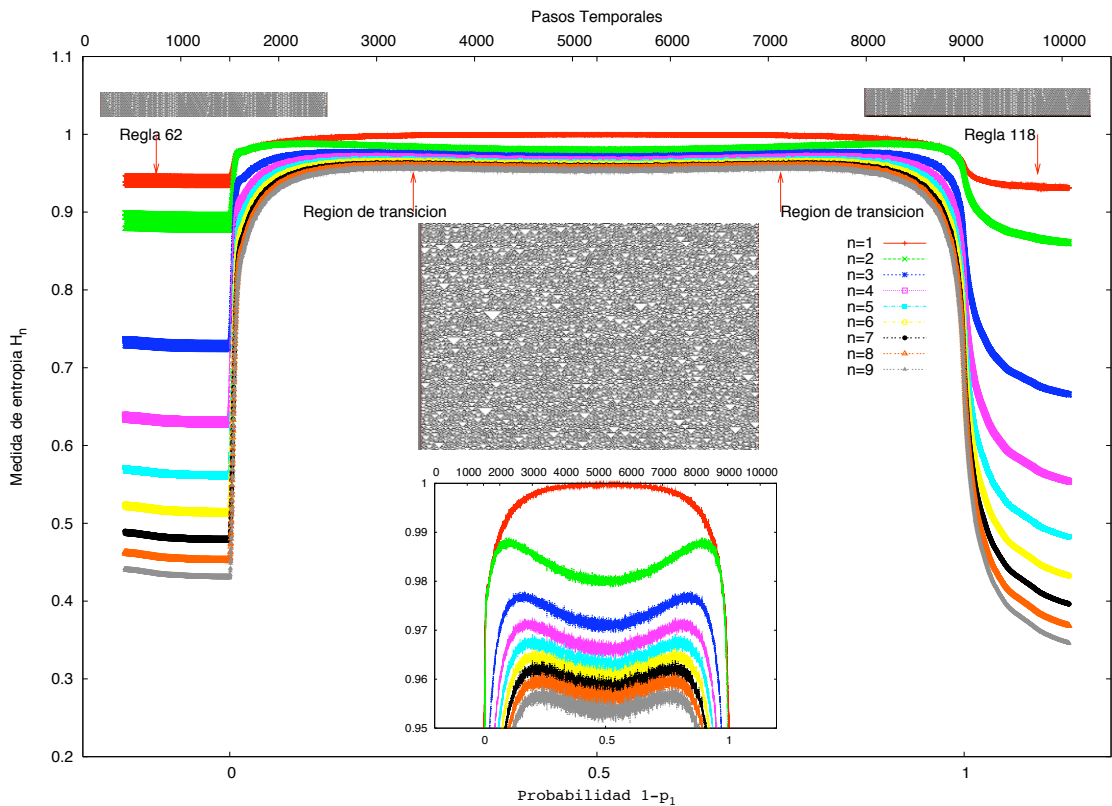 Pasos Temporales
0 1000 2000 3000 4000 5000 6000 7000 8000 9000 10000
1.1
1
0.9
0.8
0.7
0.6
0.5
0.4
0.3
0.2
Medida de entropia Hn
Regla 62
Regla 118
Region de transicion
Region de transicion
n=1
n=2
n=3
n=4
n=5
n=6
n=7
n=8
n=9
0 1000 2000 3000 4000 5000 6000 7000 8000 9000 10000
1
0.99
0.98
0.97
0.96
0.95
0 0.5 1
0 0.5 1
Probabilidad 1-p1